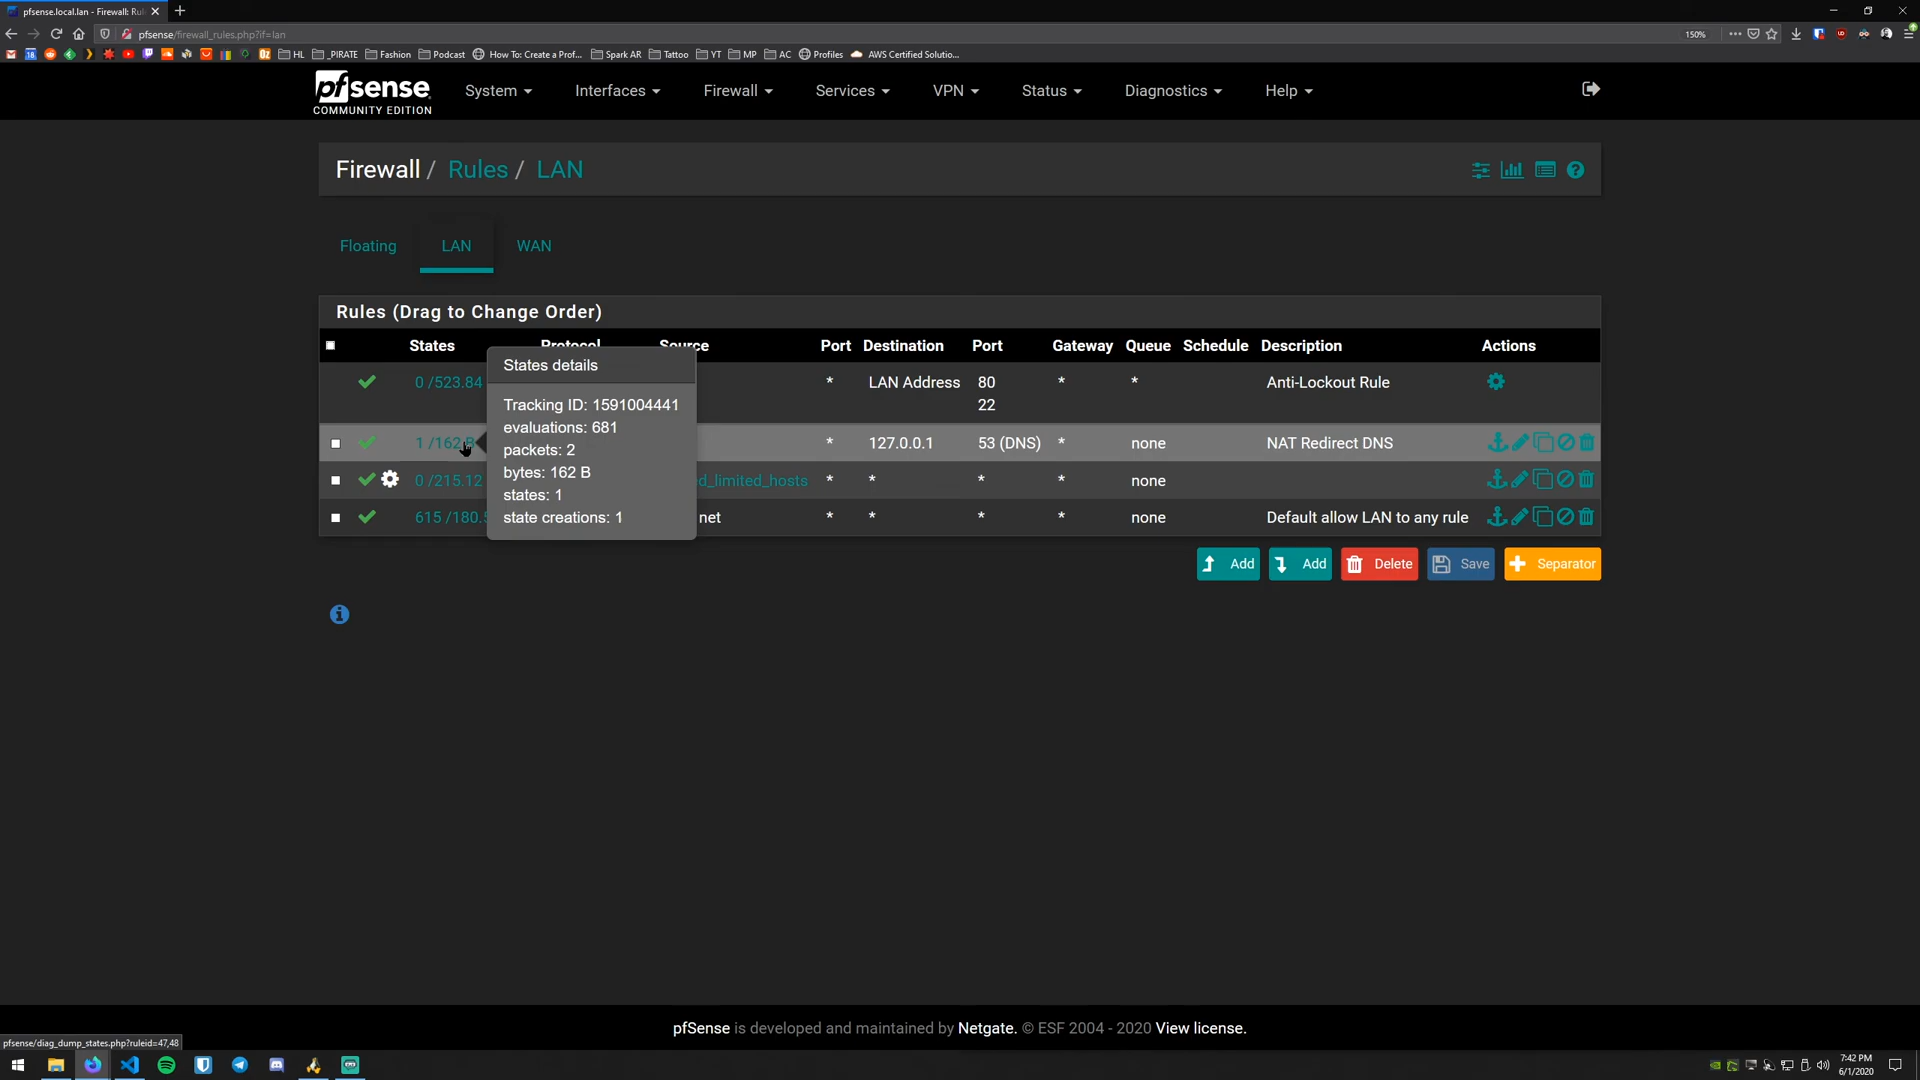 pfsense.local.lan - Firewall: Ru
pfsense/firewall_rules.php?if=lan
150%
HL
_PIRATE
Fashion
Podcast
How To: Create a Prof...
Spark AR
Tattoo
YT
MP
AC
Profiles
AWS Certified Solutio...
pfsense
COMMUNITY EDITION
System
Interfaces
Firewall
Services
VPN
Status
Diagnostics
Help
Firewall / Rules / LAN
Floating
LAN
WAN
Rules (Drag to Change Order)
States Protocol Source Port Destination Port Gateway Queue Schedule Description Actions
0 /523.84 * LAN Address 80 * * Anti-Lockout Rule
22
1 /162 B * 127.0.0.1 53 (DNS) * none NAT Redirect DNS
0 /215.12 d_limited_hosts * * * * none
615 /180.5 net * * * * none Default allow LAN to any rule
States details
Tracking ID: 1591004441
evaluations: 681
packets: 2
bytes: 162 B
states: 1
state creations: 1
Add
Add
Delete
Save
Separator
pfSense is developed and maintained by Netgate. © ESF 2004 - 2020 View license.
pfsense/diag_dump_states.php?ruleid=47,48
7:42 PM
6/1/2020